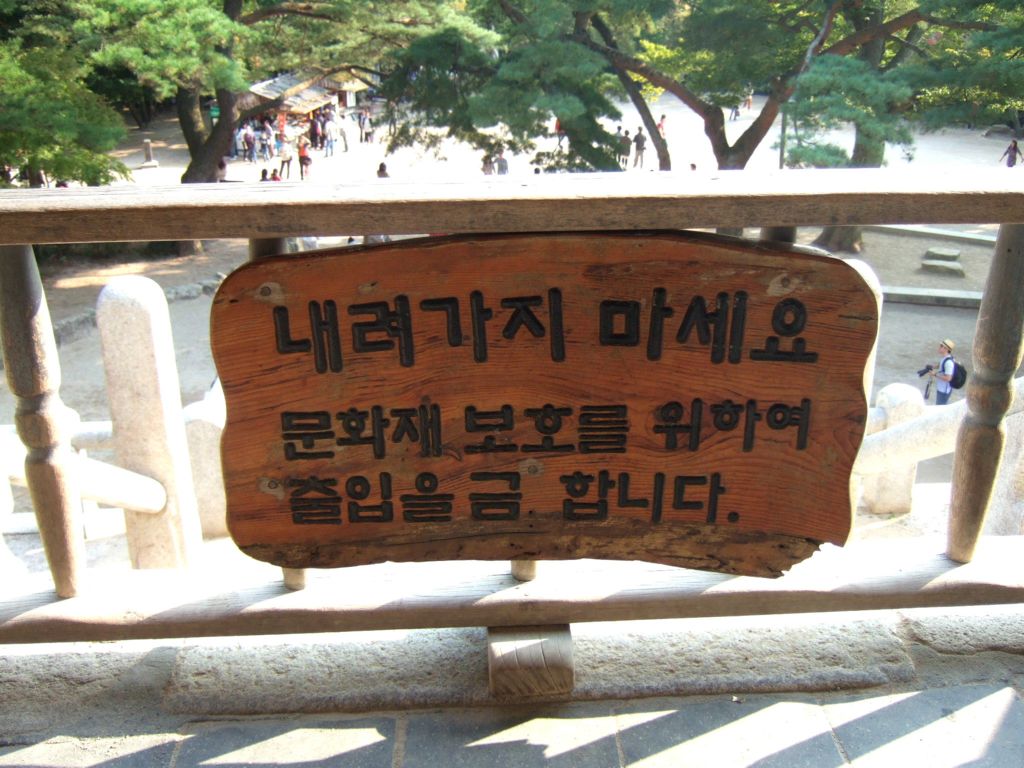 내려가지 마세요
문화재 보호를 위하여
출입을 금 합니다.